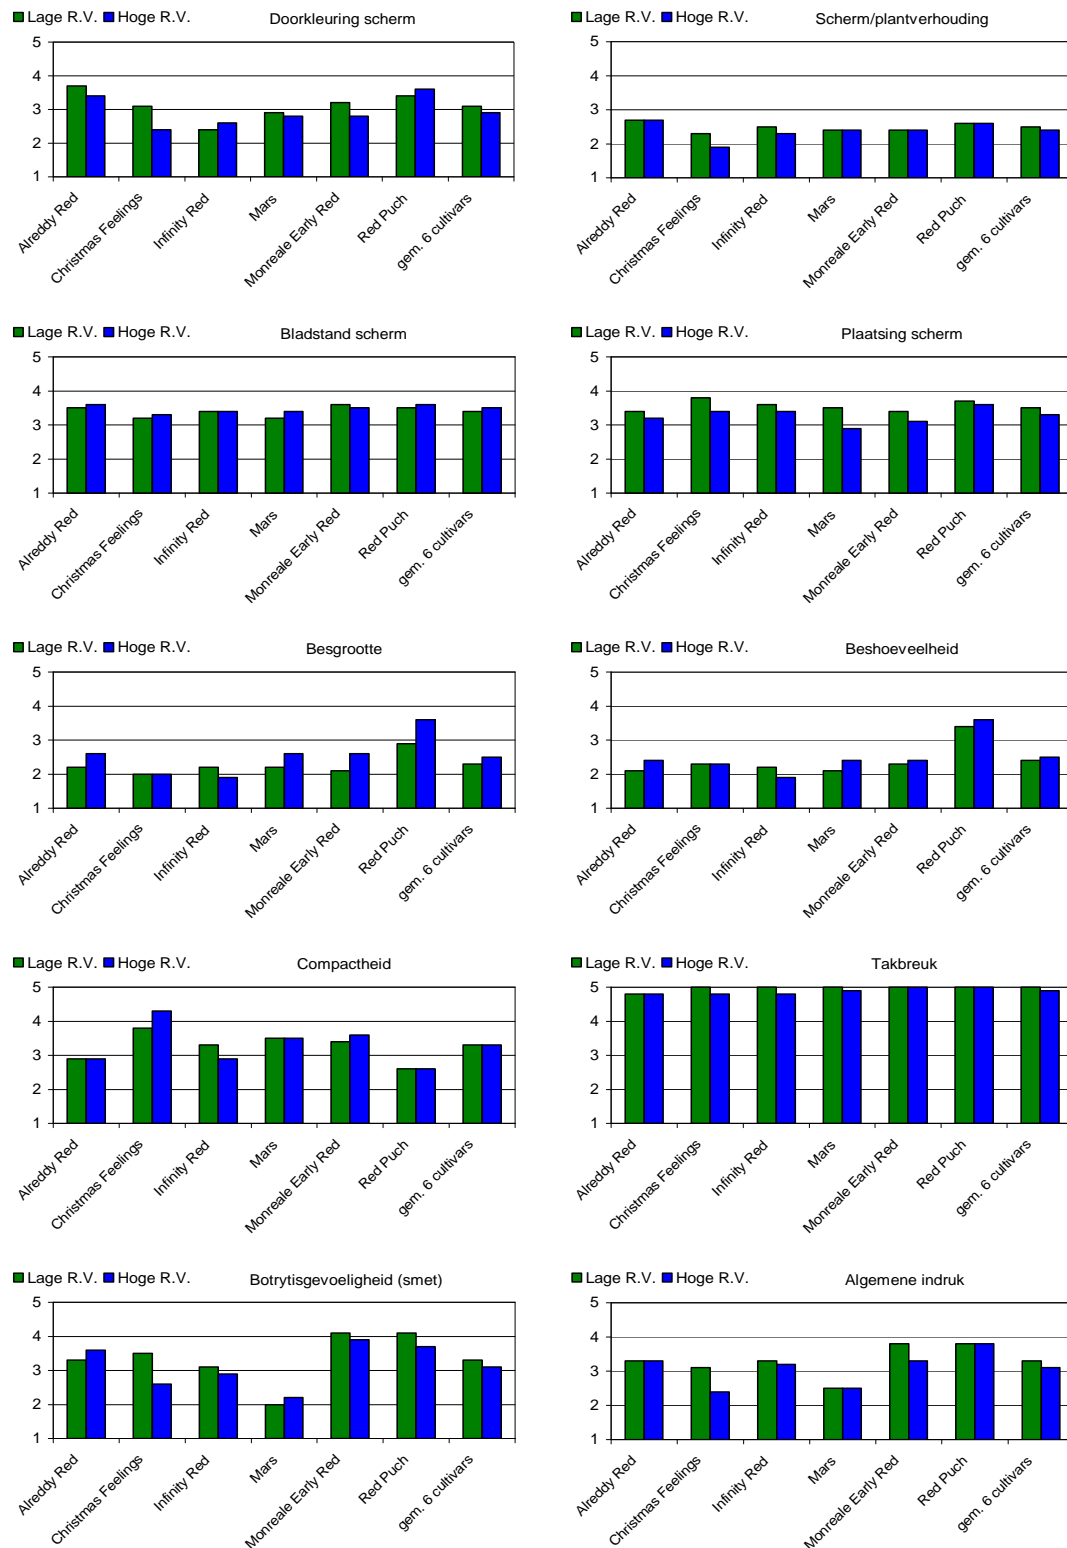 Lage R.V. Hoge R.V. Doorkleuring scherm
5
4
3
2
1
Alreddy Red
Christmas Feelings
Infinity Red
Mars
Monreale Early Red
Red Puch
gem. 6 cultivars
Lage R.V. Hoge R.V. Scherm/plantverhouding
5
4
3
2
1
Alreddy Red
Christmas Feelings
Infinity Red
Mars
Monreale Early Red
Red Puch
gem. 6 cultivars
Lage R.V. Hoge R.V. Bladstand scherm
5
4
3
2
1
Alreddy Red
Christmas Feelings
Infinity Red
Mars
Monreale Early Red
Red Puch
gem. 6 cultivars
Lage R.V. Hoge R.V. Plaatsing scherm
5
4
3
2
1
Alreddy Red
Christmas Feelings
Infinity Red
Mars
Monreale Early Red
Red Puch
gem. 6 cultivars
Lage R.V. Hoge R.V. Besgrootte
5
4
3
2
1
Alreddy Red
Christmas Feelings
Infinity Red
Mars
Monreale Early Red
Red Puch
gem. 6 cultivars
Lage R.V. Hoge R.V. Beshoeveelheid
5
4
3
2
1
Alreddy Red
Christmas Feelings
Infinity Red
Mars
Monreale Early Red
Red Puch
gem. 6 cultivars
Lage R.V. Hoge R.V. Compactheid
5
4
3
2
1
Alreddy Red
Christmas Feelings
Infinity Red
Mars
Monreale Early Red
Red Puch
gem. 6 cultivars
Lage R.V. Hoge R.V. Takbreuk
5
4
3
2
1
Alreddy Red
Christmas Feelings
Infinity Red
Mars
Monreale Early Red
Red Puch
gem. 6 cultivars
Lage R.V. Hoge R.V. Botrytisgevoeligheid (smet)
5
4
3
2
1
Alreddy Red
Christmas Feelings
Infinity Red
Mars
Monreale Early Red
Red Puch
gem. 6 cultivars
Lage R.V. Hoge R.V. Algemene indruk
5
4
3
2
1
Alreddy Red
Christmas Feelings
Infinity Red
Mars
Monreale Early Red
Red Puch
gem. 6 cultivars